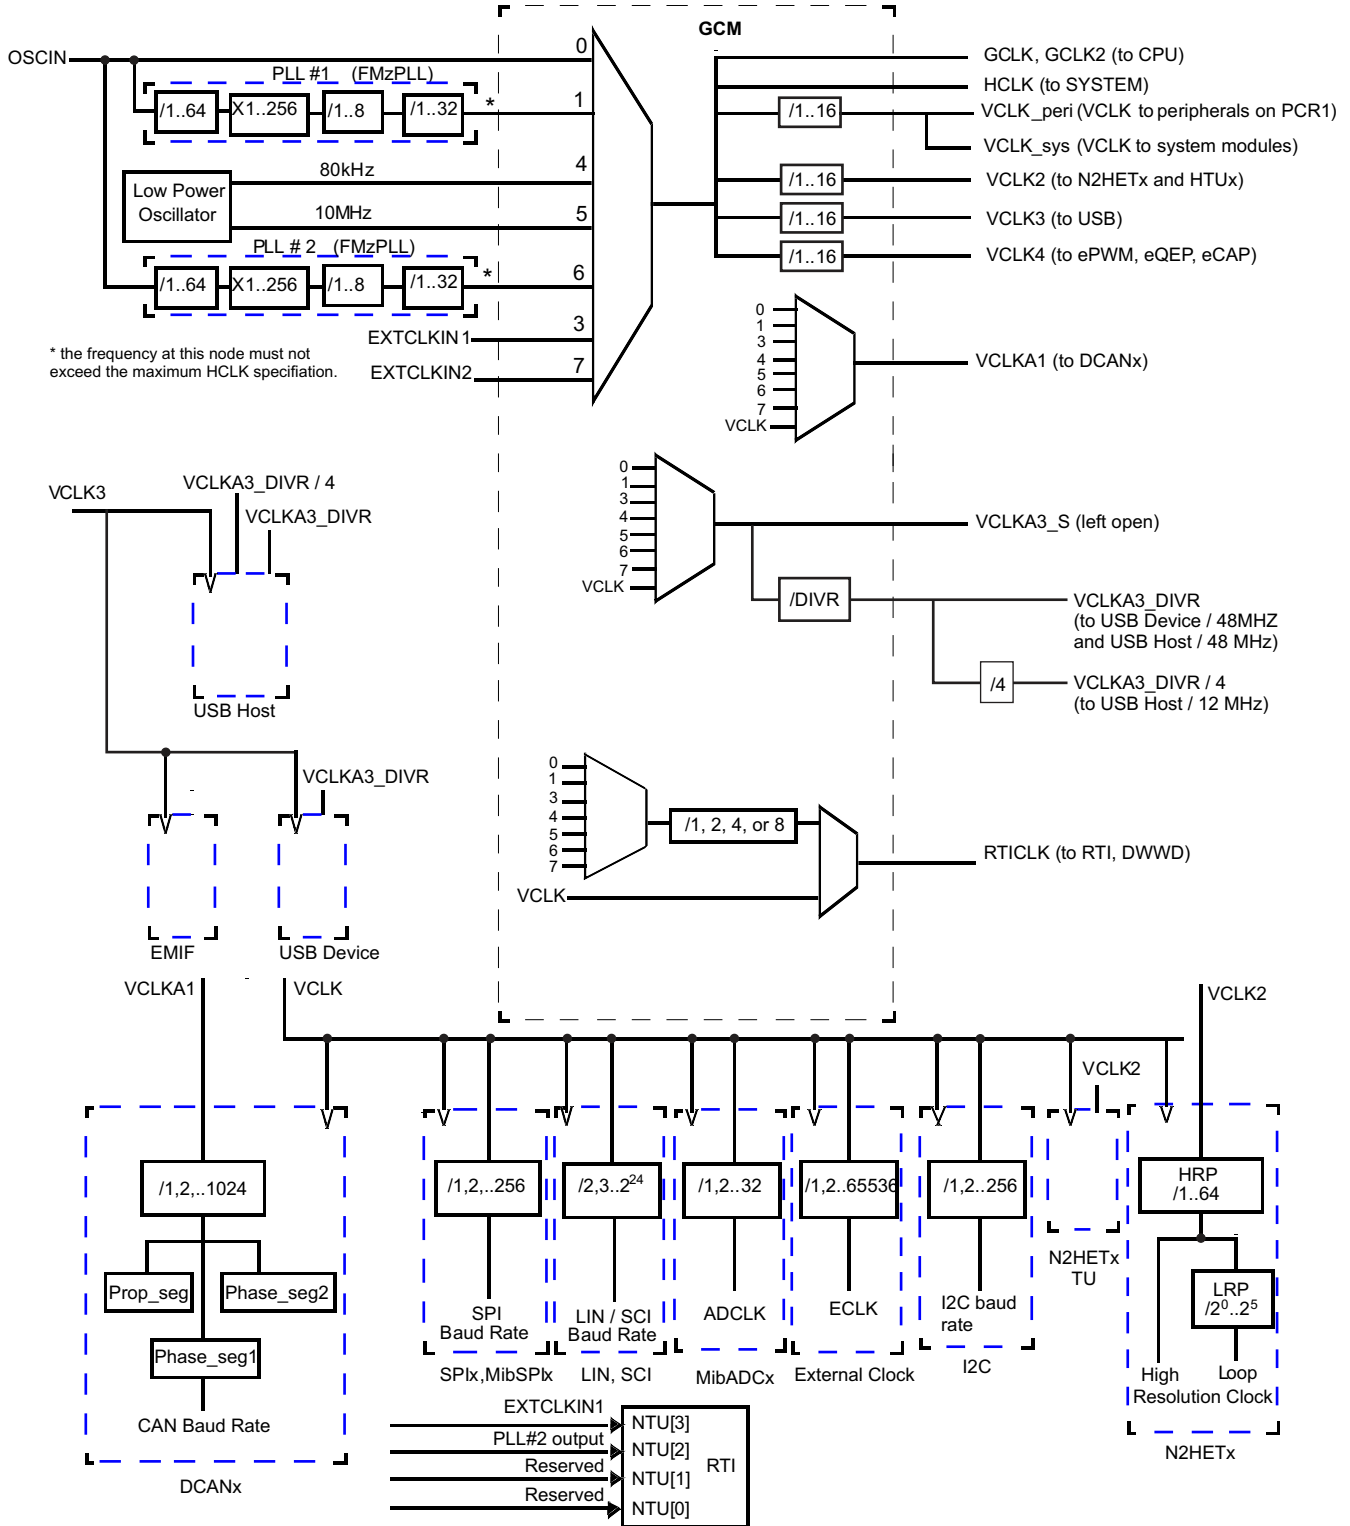 GCM
OSCIN
0
GCLK, GCLK2 (to CPU)
PLL #1 (FMzPLL)
HCLK (to SYSTEM)
/1..64
X1..256
/1..8
/1..32
*
1
/1..16
VCLK_peri (VCLK to peripherals on PCR1)
VCLK_sys (VCLK to system modules)
80kHz
4
/1..16
VCLK2 (to N2HETx and HTUx)
Low Power
Oscillator
10MHz
5
/1..16
VCLK3 (to USB)
PLL # 2 (FMzPLL)
/1..16
VCLK4 (to ePWM, eQEP, eCAP)
/1..64
X1..256
/1..8
/1..32
*
6
EXTCLKIN1
3
EXTCLKIN2
7
* the frequency at this node must not
exceed the maximum HCLK specifiation.
0
1
3
4
5
6
7
VCLK
VCLKA1 (to DCANx)
0
1
3
4
5
6
7
VCLK
VCLKA3_S (left open)
/DIVR
VCLKA3_DIVR
(to USB Device / 48MHZ
and USB Host / 48 MHz)
/4
VCLKA3_DIVR / 4
(to USB Host / 12 MHz)
VCLK3
VCLKA3_DIVR / 4
VCLKA3_DIVR
USB Host
VCLKA3_DIVR
EMIF
USB Device
0
1
3
4
5
6
7
/1, 2, 4, or 8
VCLK
RTICLK (to RTI, DWWD)
VCLKA1
VCLK
VCLK2
VCLK2
/1,2,..1024
Prop_seg
Phase_seg2
Phase_seg1
CAN Baud Rate
DCANx
/1,2,..256
SPI
Baud Rate
SPIx,MibSPIx
/2,3..2^24
LIN / SCI
Baud Rate
LIN, SCI
/1,2..32
ADCLK
MibADCx
/1,2..65536
ECLK
External Clock
/1,2..256
I2C baud
rate
I2C
N2HETx
TU
HRP
/1..64
LRP
/2^0..2^5
High
Loop
Resolution Clock
N2HETx
EXTCLKIN1
NTU[3]
PLL#2 output
NTU[2]
Reserved
NTU[1]
Reserved
NTU[0]
RTI